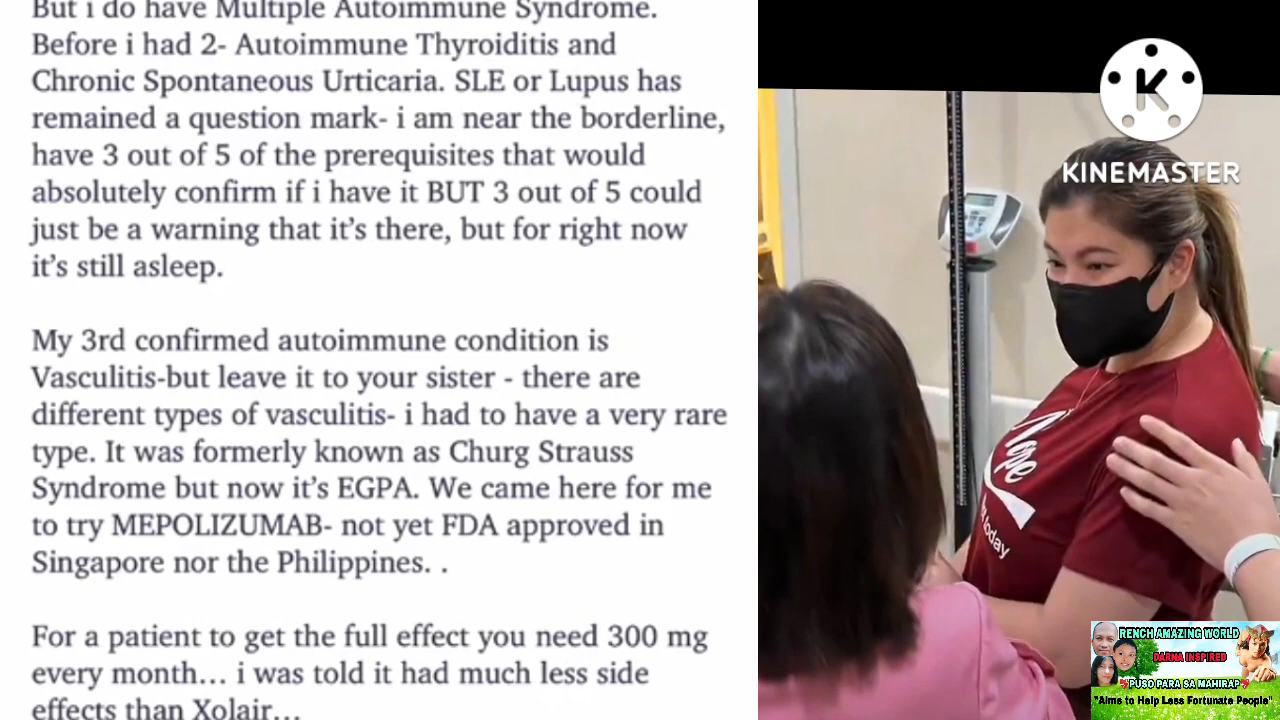 But i do have Multiple Autoimmune Syndrome.
Before i had 2- Autoimmune Thyroiditis and
Chronic Spontaneous Urticaria. SLE or Lupus has
remained a question mark- i am near the borderline,
have 3 out of 5 of the prerequisites that would
absolutely confirm if i have it BUT 3 out of 5 could
just be a warning that it’s there, but for right now
it’s still asleep.
My 3rd confirmed autoimmune condition is
Vasculitis-but leave it to your sister - there are
different types of vasculitis- i had to have a very rare
type. It was formerly known as Churg Strauss
Syndrome but now it’s EGPA. We came here for me
to try MEPOLIZUMAB- not yet FDA approved in
Singapore nor the Philippines. .
For a patient to get the full effect you need 300 mg
every month... i was told it had much less side
effects than Xolair...
K
KINEMASTER
Nope
today
RENCH AMAZING WORLD
DARNA INSPIRED
PUSO PARA SA MAHIRAP
"Aims to Help Less Fortunate People"